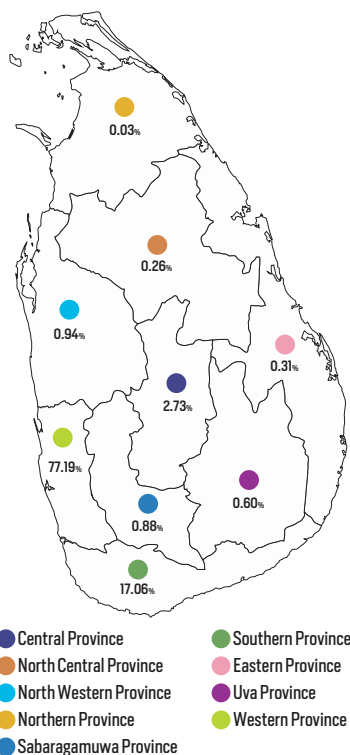 0.03%
0.26%
0.94%
0.31%
2.73%
77.19%
0.60%
0.88%
17.06%
Central Province
North Central Province
North Western Province
Northern Province
Sabaragamuwa Province
Southern Province
Eastern Province
Uva Province
Western Province